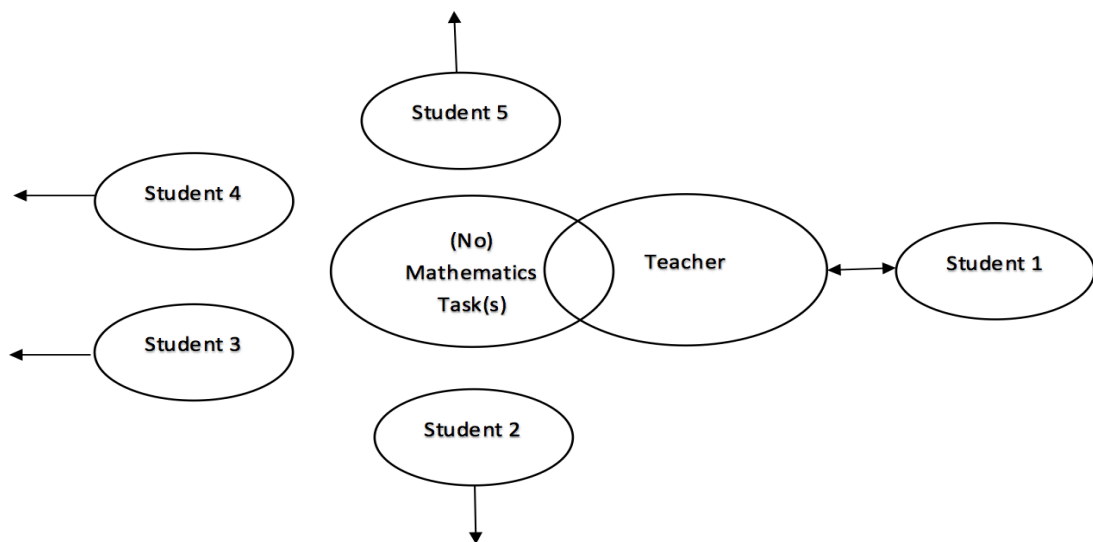 Student 5
Student 4
(No)
Mathematics
Task(s)
Teacher
Student 1
Student 3
Student 2